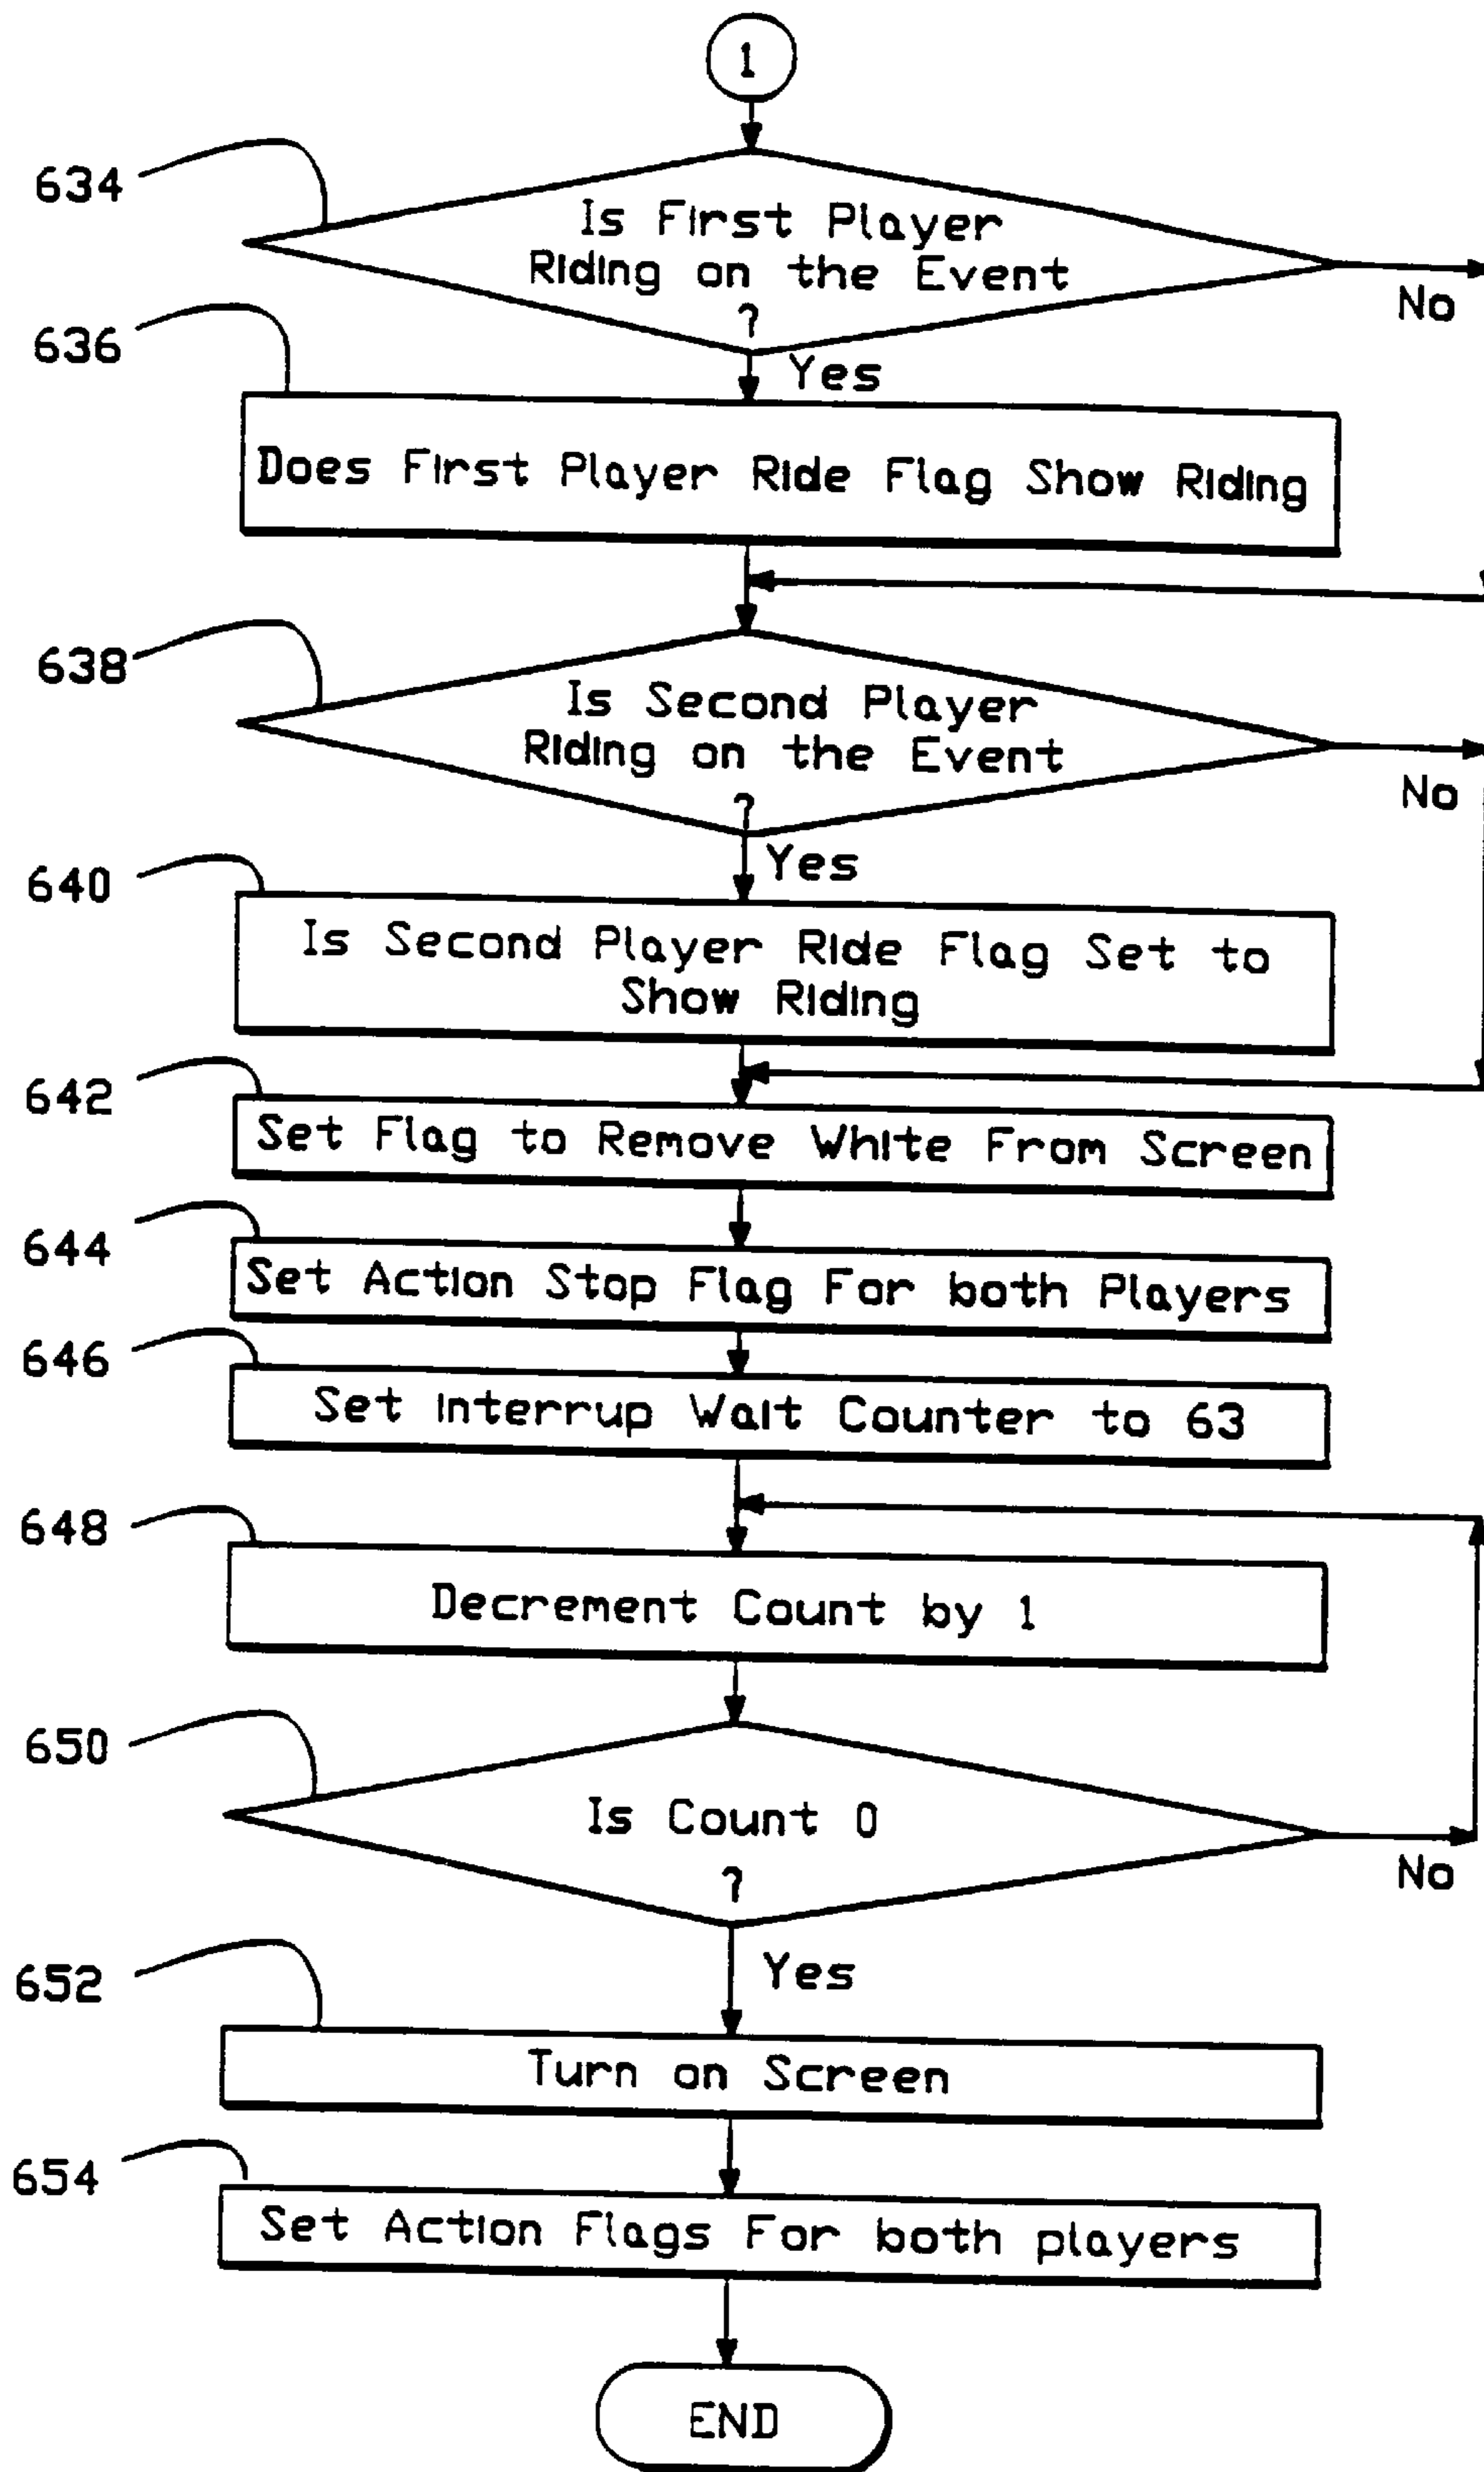 1
634
Is First Player
Riding on the Event
?
No
Yes
636
Does First Player Ride Flag Show Riding
638
Is Second Player
Riding on the Event
?
No
Yes
640
Is Second Player Ride Flag Set to
Show Riding
642
Set Flag to Remove White From Screen
644
Set Action Stop Flag For both Players
646
Set Interrup Wait Counter to 63
648
Decrement Count by 1
650
Is Count 0
?
No
Yes
652
Turn on Screen
654
Set Action Flags For both players
END